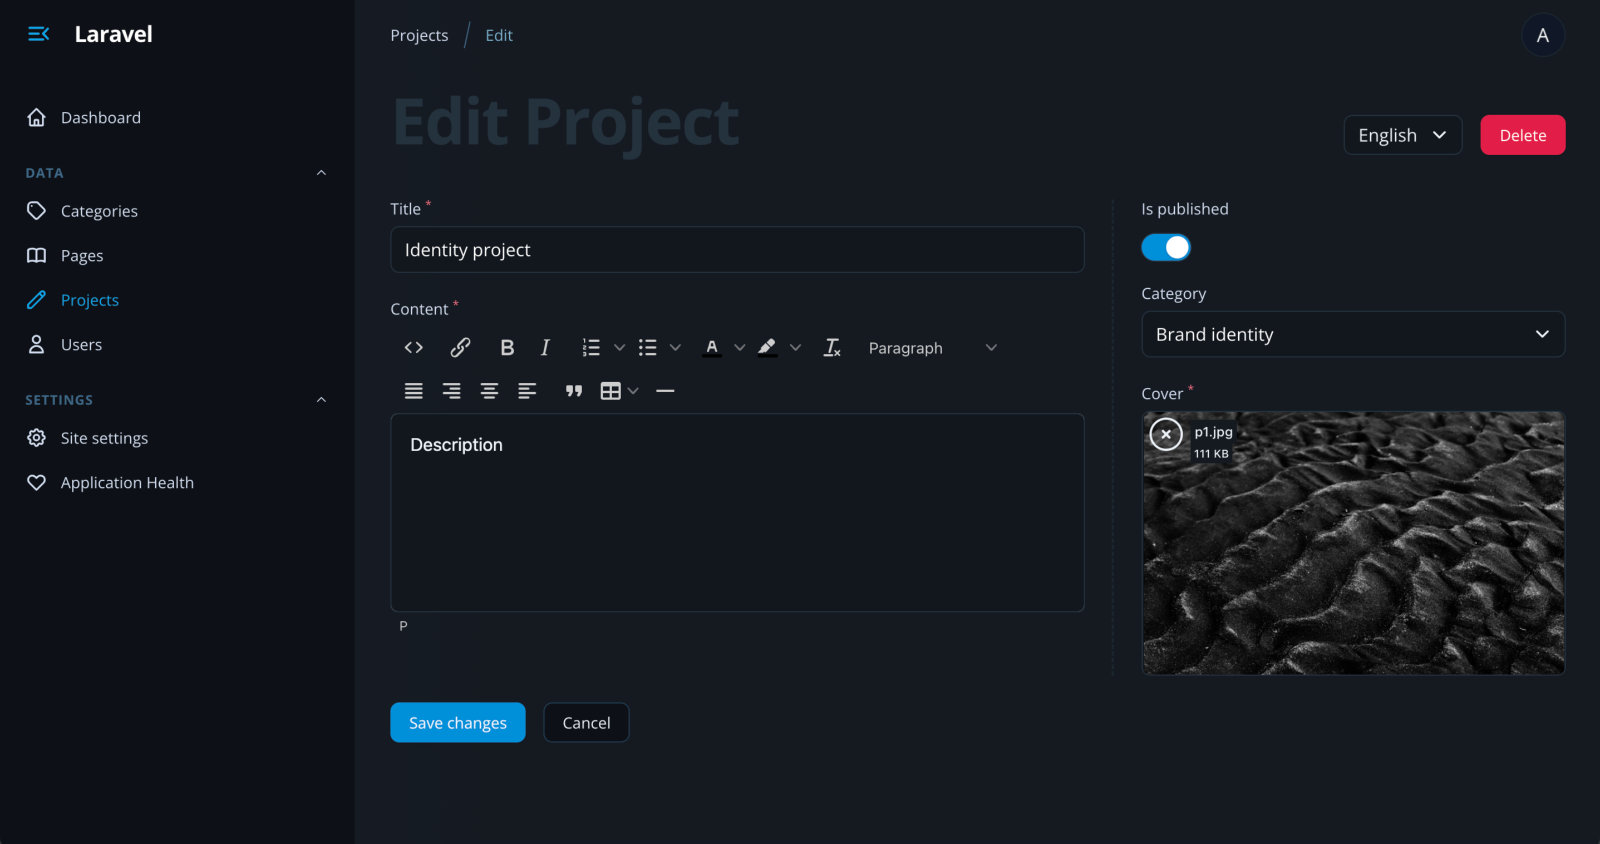 Laravel
Projects / Edit
A
Dashboard
Edit Project
English
Delete
DATA
Categories
Pages
Projects
Users
SETTINGS
Site settings
Application Health
Title *
Identity project
Content *
B I A Paragraph
Description
P
Is published
Category
Brand identity
Cover *
p1.jpg
111 KB
Save changes
Cancel